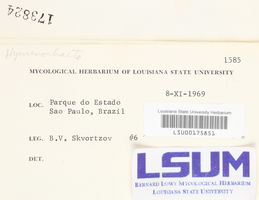 173824
Hymenochaete
1585
MYCOLOGICAL HERBARIUM OF LOUISIANA STATE UNIVERSITY
8-XI-1969
Louisiana State University Herbarium
LSU00175851
LOC. Parque do Estado
Sao Paulo, Brazil
LEG. B.V. Skvortzov #6
DET.
LSUM
BERNARD LOWY MYCOLOGICAL HERBARIUM
LOUISIANA STATE UNIVERSITY